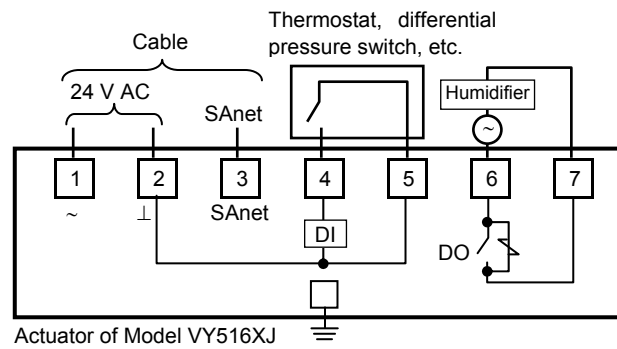 Thermostat, differential
pressure switch, etc.
Cable
24 V AC
SAnet
Humidifier
~
1 2 3 4 5 6 7
~ ⊥ SAnet
DI
DO
Actuator of Model VY516XJ